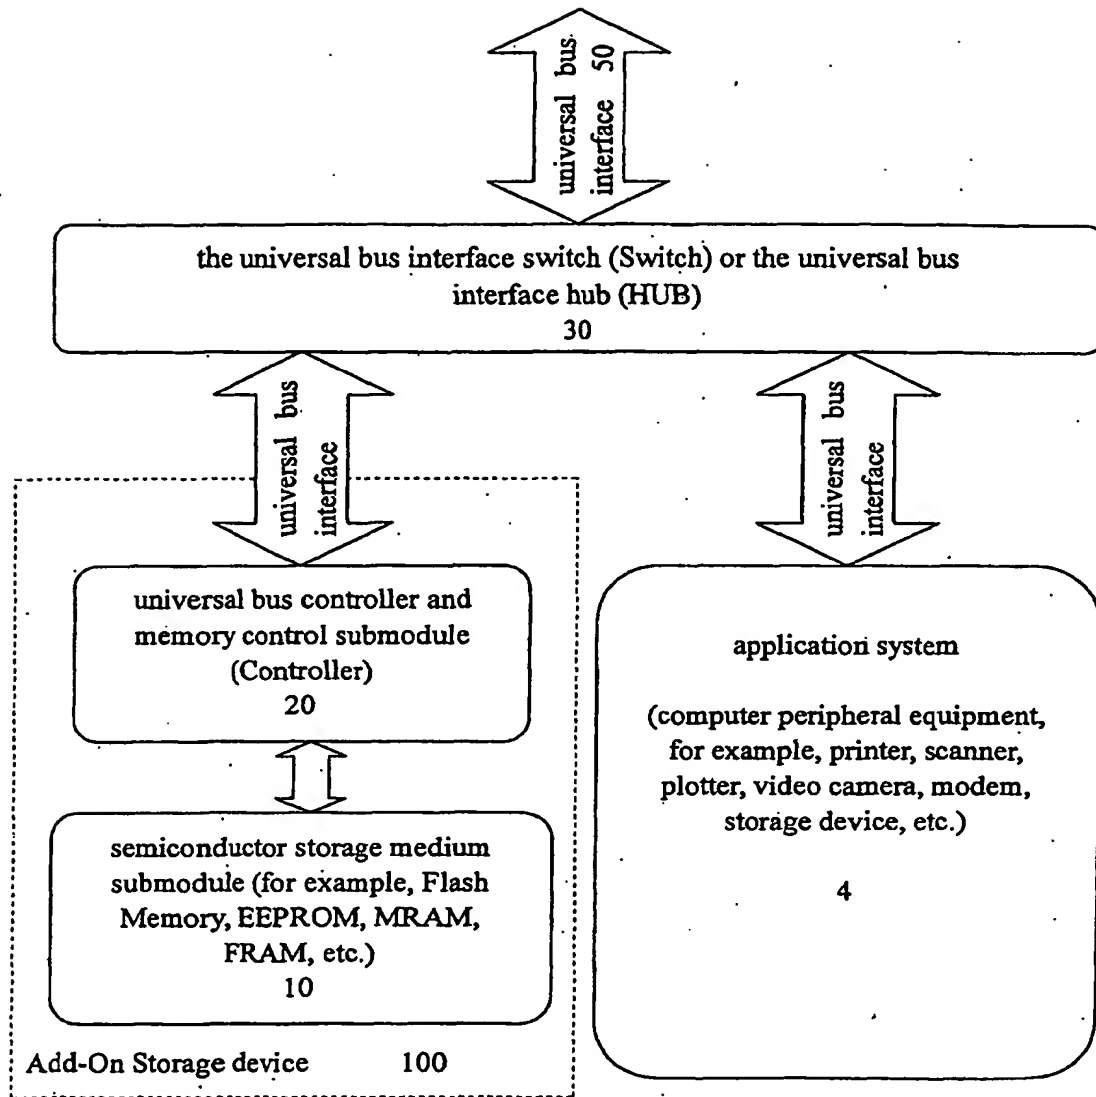 universal bus
interface 50
the universal bus interface switch (Switch) or the universal bus
interface hub (HUB)
30
universal bus
interface
universal bus
interface
universal bus controller and
memory control submodule
(Controller)
20
semiconductor storage medium
submodule (for example, Flash
Memory, EEPROM, MRAM,
FRAM, etc.)
10
Add-On Storage device 100
application system
(computer peripheral equipment,
for example, printer, scanner,
plotter, video camera, modem,
storage device, etc.)
4